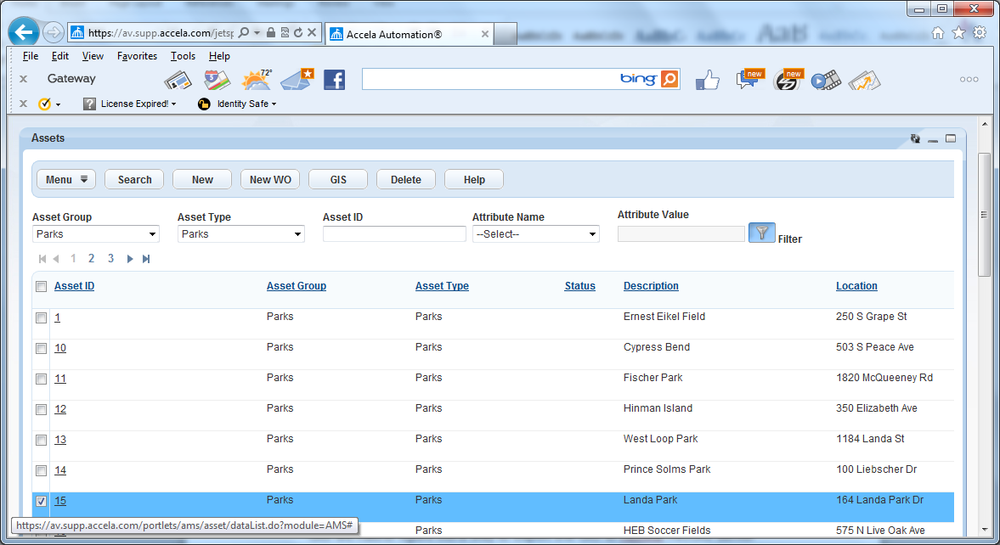 https://av.supp.accela.com/jetsp
Accela Automation®
File Edit View Favorites Tools Help
Gateway
72°
bing
new
new
License Expired!
Identity Safe
Assets
Menu Search New New WO GIS Delete Help
Asset Group Asset Type Asset ID Attribute Name Attribute Value
Parks Parks --Select-- Filter
1 2 3
Asset ID Asset Group Asset Type Status Description Location
1 Parks Parks Ernest Eikel Field 250 S Grape St
10 Parks Parks Cypress Bend 503 S Peace Ave
11 Parks Parks Fischer Park 1820 McQueeney Rd
12 Parks Parks Hinman Island 350 Elizabeth Ave
13 Parks Parks West Loop Park 1184 Landa St
14 Parks Parks Prince Solms Park 100 Liebscher Dr
15 Parks Parks Landa Park 164 Landa Park Dr
https://av.supp.accela.com/portlets/ams/asset/dataList.do?module=AMS#
Parks HEB Soccer Fields 575 N Live Oak Ave